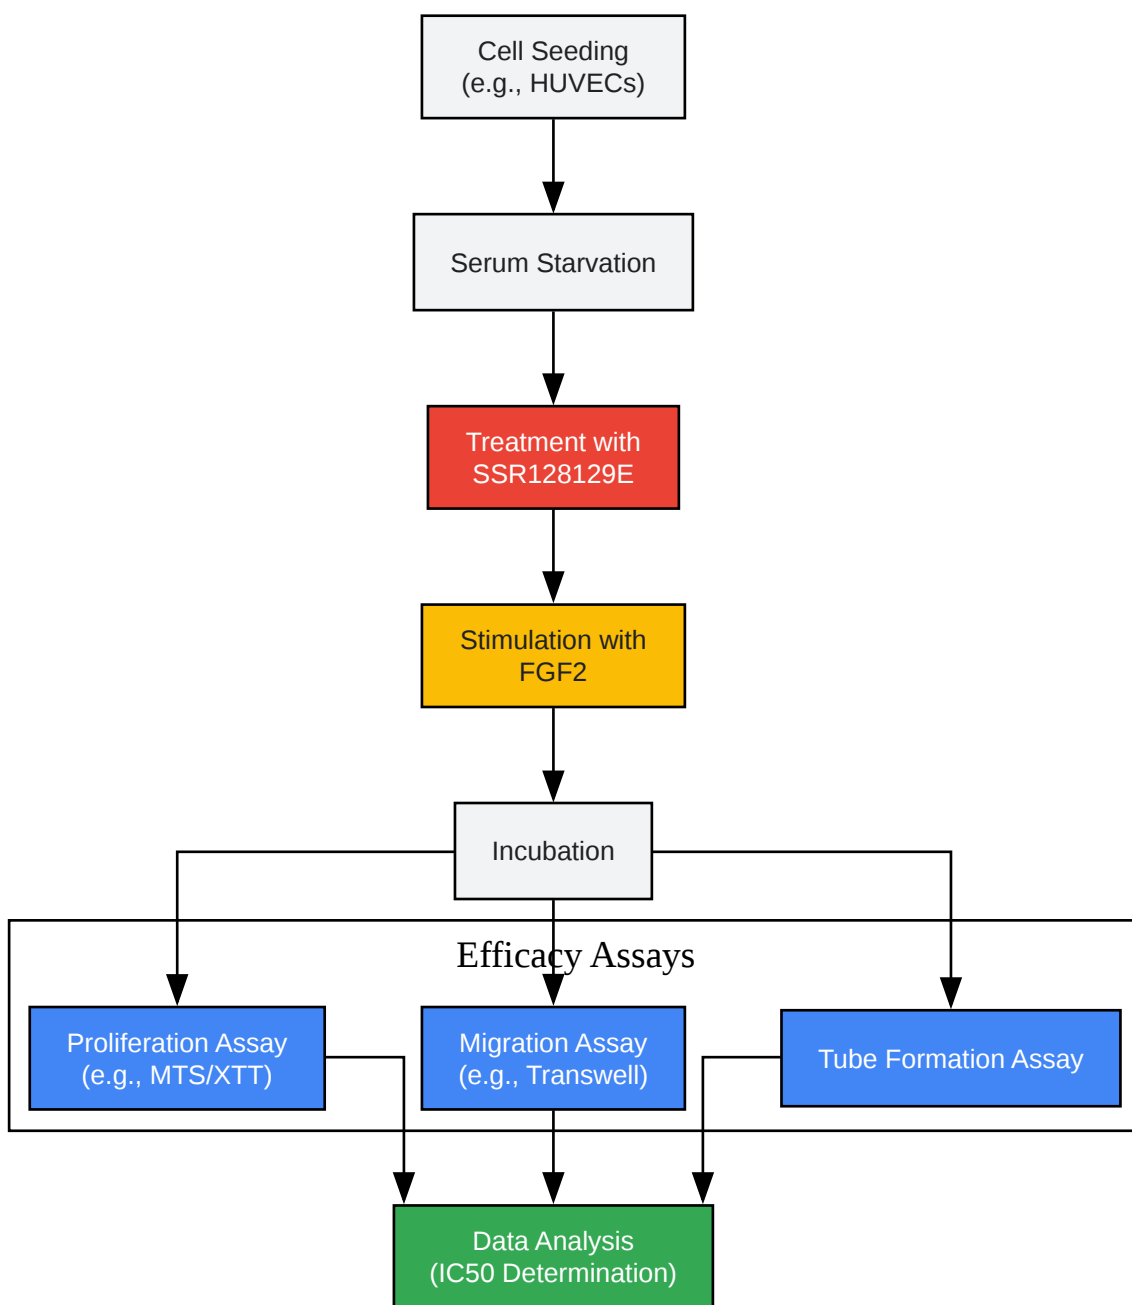 Cell Seeding
(e.g., HUVECs)
Serum Starvation
Treatment with
SSR128129E
Stimulation with
FGF2
Incubation
Efficacy Assays
Proliferation Assay
(e.g., MTS/XTT)
Migration Assay
(e.g., Transwell)
Tube Formation Assay
Data Analysis
(IC50 Determination)